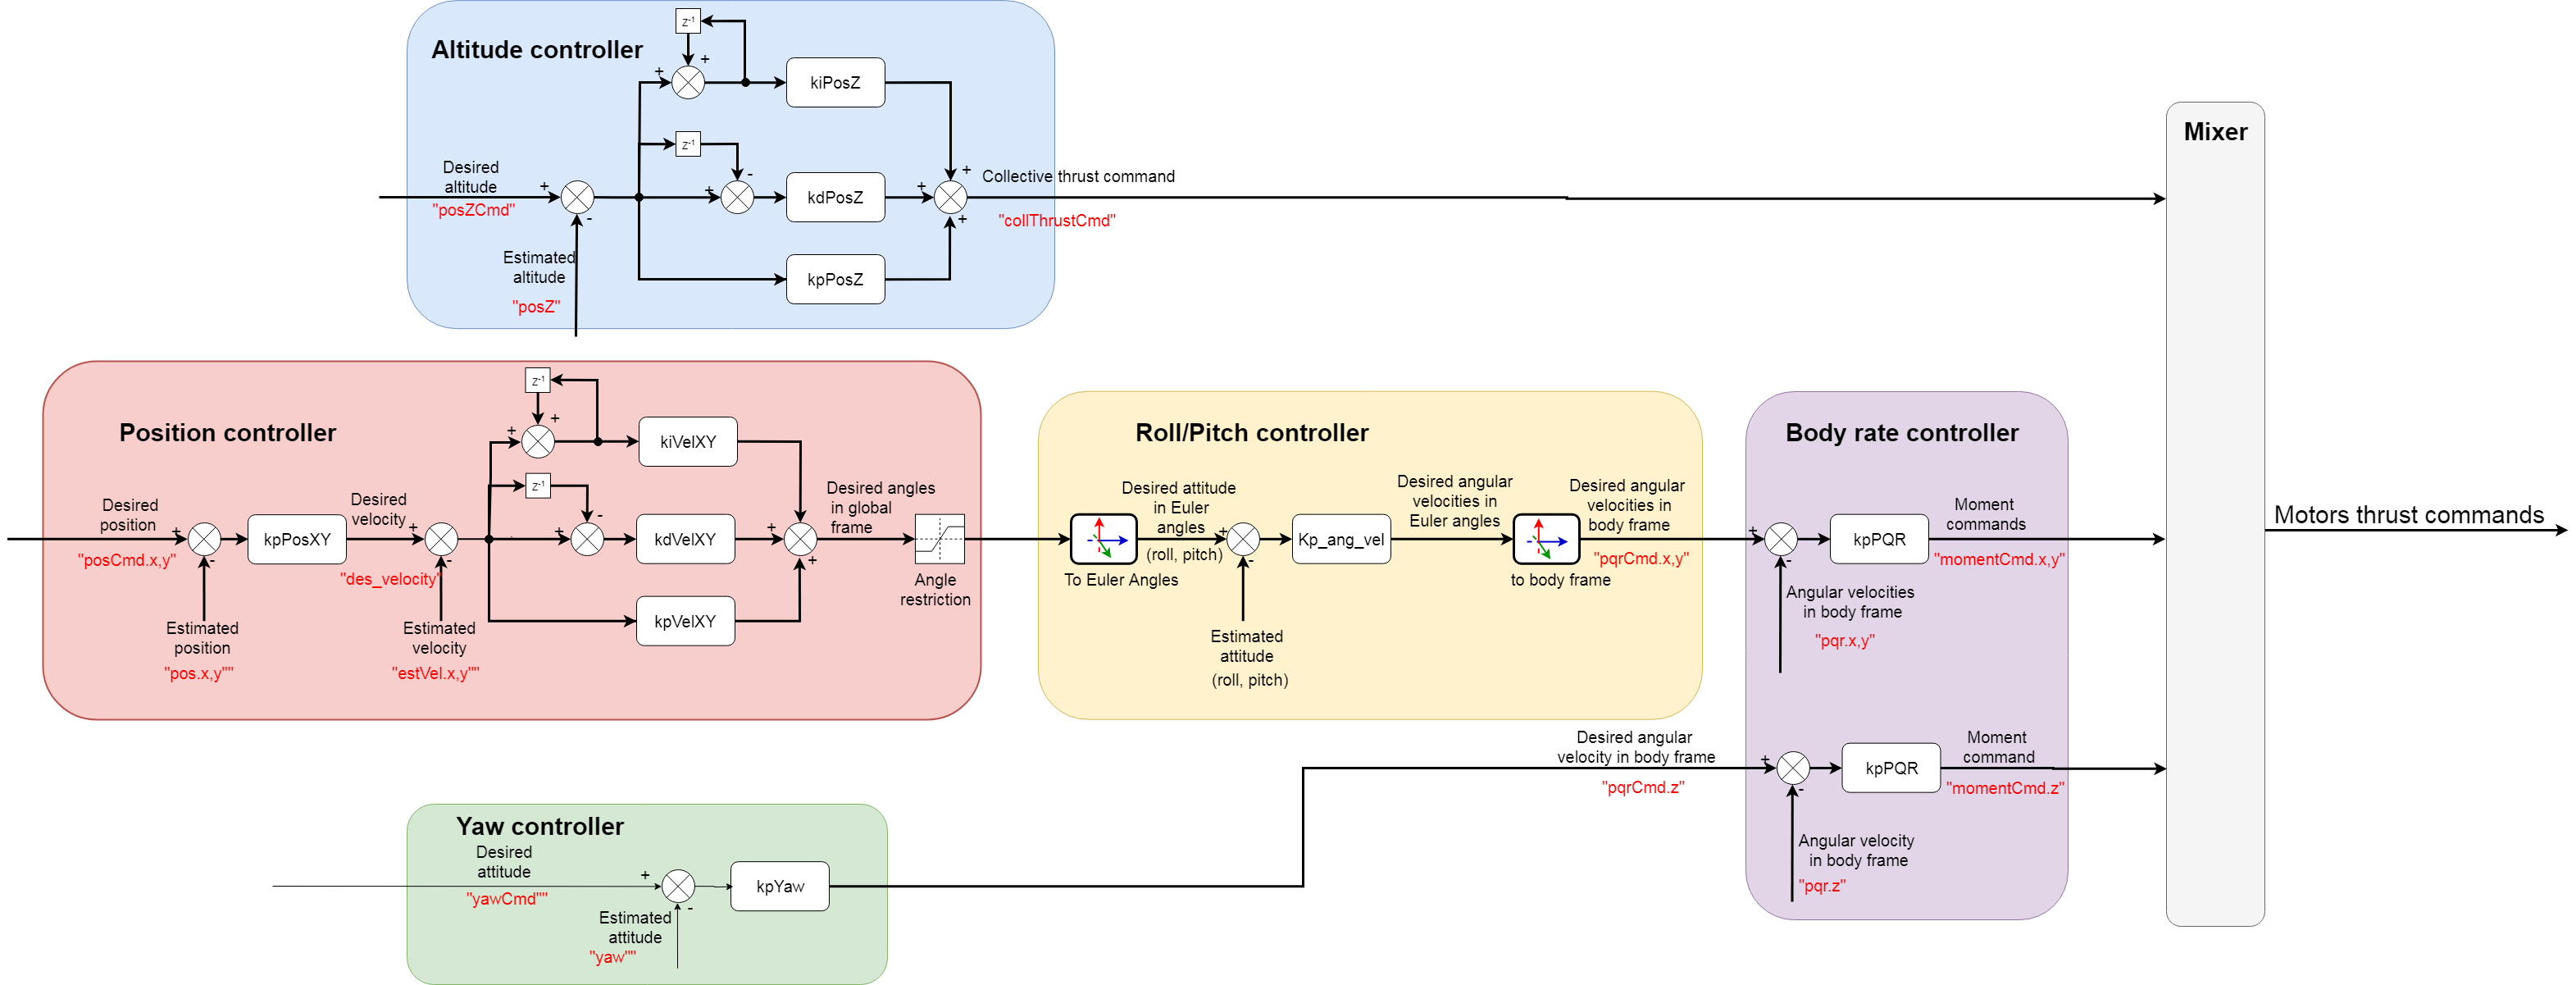 Altitude controller
z-1
+
+
kiPosZ
z-1
-
+
kdPosZ
kpPosZ
Desired
altitude
"posZCmd"
+
-
Estimated
altitude
"posZ"
+
+
+
Collective thrust command
"collThrustCmd"
Mixer
Motors thrust commands
Position controller
Desired
position
"posCmd.x,y"
+
-
Estimated
position
"pos.x,y""
kpPosXY
Desired
velocity
"des_velocity"
+
-
Estimated
velocity
"estVel.x,y""
z-1
+
+
kiVelXY
z-1
-
+
kdVelXY
kpVelXY
+
+
Desired angles
in global
frame
Angle
restriction
Roll/Pitch controller
To Euler Angles
Desired attitude
in Euler
angles
(roll, pitch)
+
-
Estimated
attitude
(roll, pitch)
Kp_ang_vel
Desired angular
velocities in
Euler angles
to body frame
Desired angular
velocities in
body frame
"pqrCmd.x,y"
Body rate controller
+
-
Angular velocities
in body frame
"pqr.x,y"
kpPQR
Moment
commands
"momentCmd.x,y"
Desired angular
velocity in body frame
"pqrCmd.z"
+
-
Angular velocity
in body frame
"pqr.z"
kpPQR
Moment
command
"momentCmd.z"
Yaw controller
Desired
attitude
"yawCmd""
+
-
Estimated
attitude
"yaw""
kpYaw